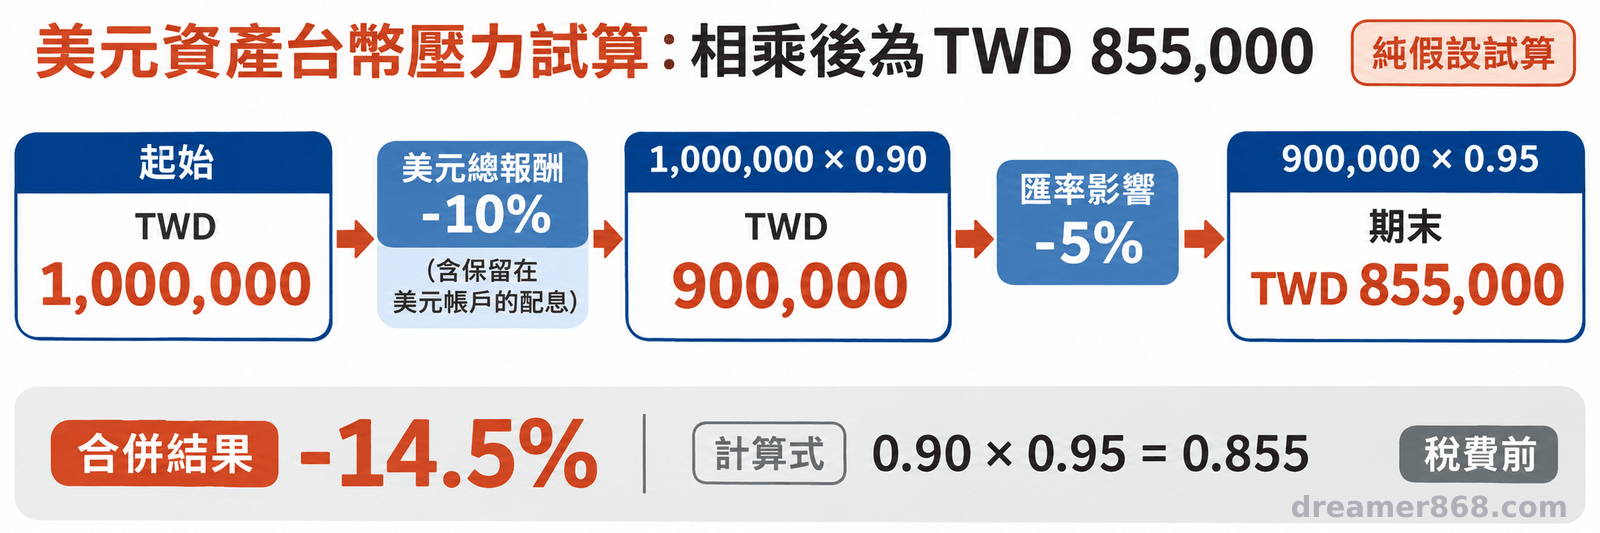 美元資產台幣壓力試算：相乘後為 TWD 855,000
純假設試算
起始
TWD
1,000,000
美元總報酬
-10%
(含保留在
美元帳戶的配息)
1,000,000 × 0.90
TWD
900,000
匯率影響
-5%
900,000 × 0.95
期末
TWD 855,000
合併結果
-14.5%
計算式
0.90 × 0.95 = 0.855
稅費前
dreamer868.com